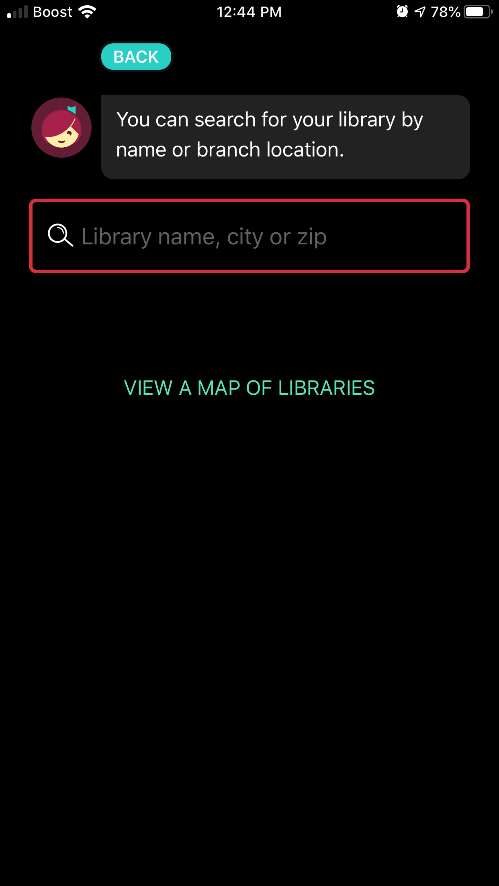 Boost 12:44 PM 78%
BACK
You can search for your library by
name or branch location.
Library name, city or zip
VIEW A MAP OF LIBRARIES